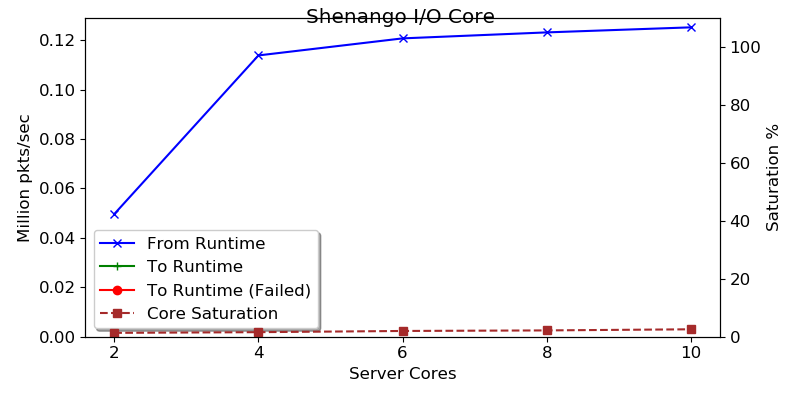 Shenango I/O Core
0.12
0.10
0.08
0.06
0.04
0.02
0.00
Million pkts/sec
100
80
60
40
20
0
Saturation %
From Runtime
To Runtime
To Runtime (Failed)
Core Saturation
2 4 6 8 10
Server Cores